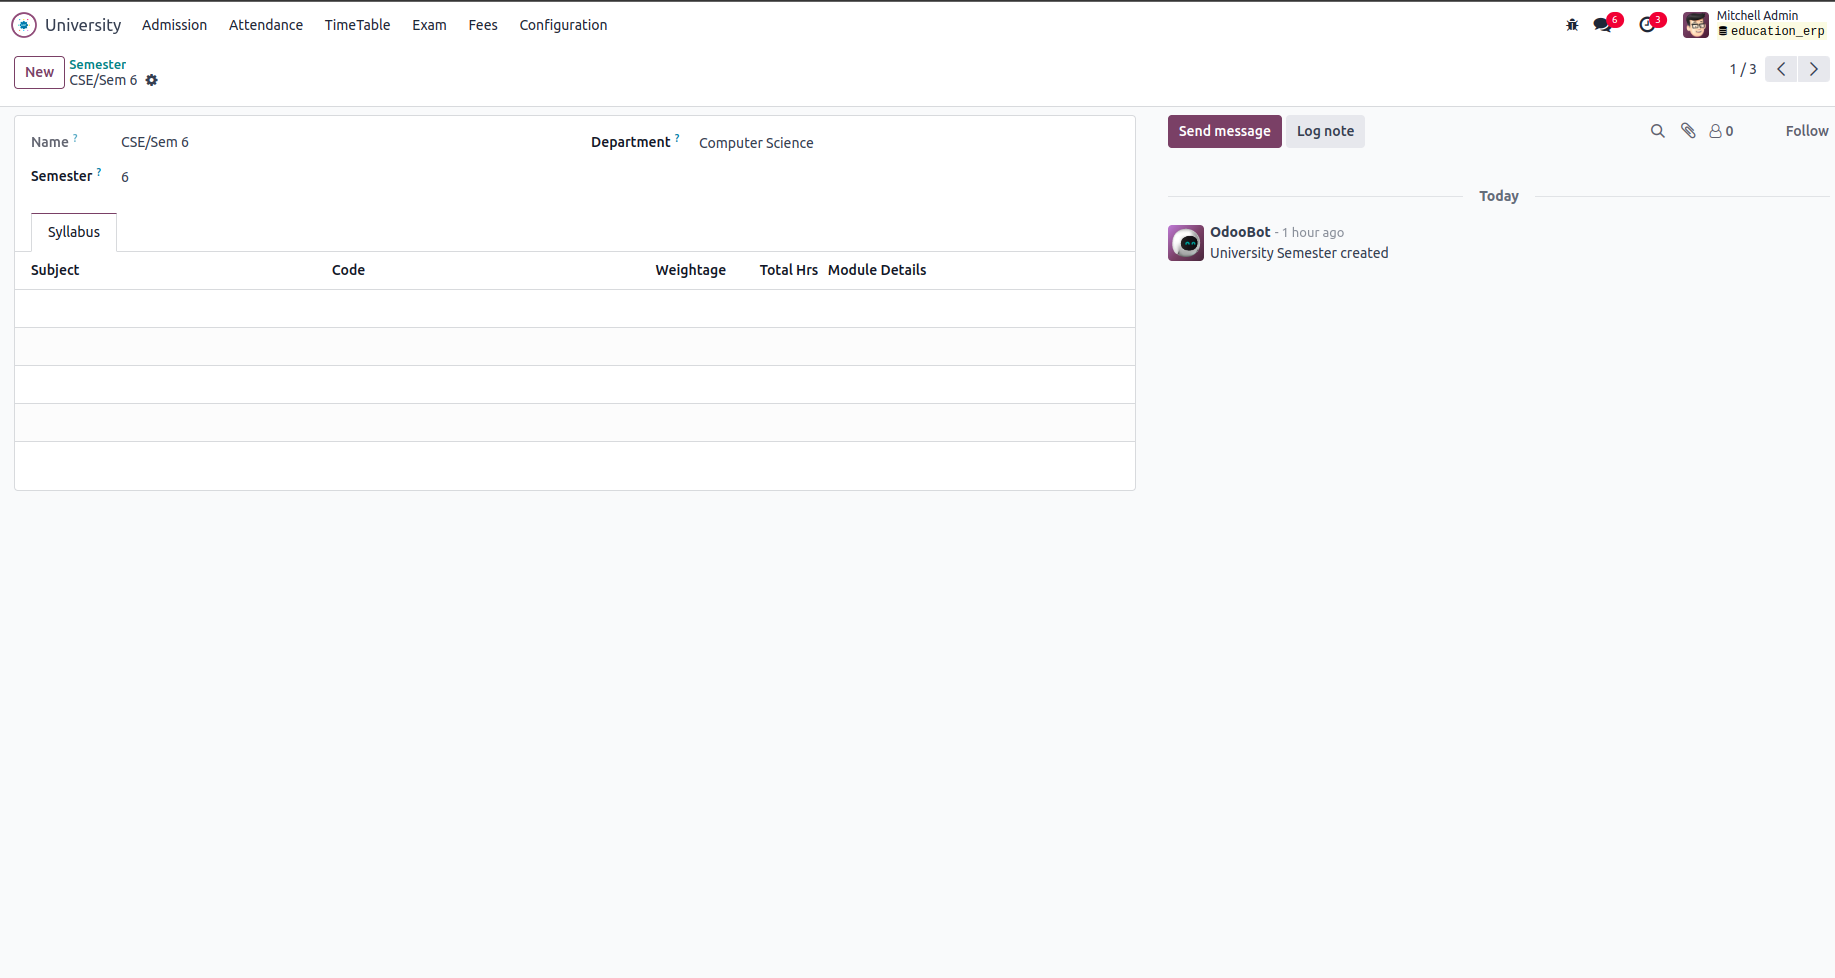 University Admission Attendance TimeTable Exam Fees Configuration 6 3 Mitchell Admin
education_erp
New Semester
CSE/Sem 6 1 / 3
Name ? CSE/Sem 6 Department ? Computer Science
Semester ? 6
Syllabus
Subject Code Weightage Total Hrs Module Details
Send message Log note 0 Follow
Today
OdooBot - 1 hour ago
University Semester created